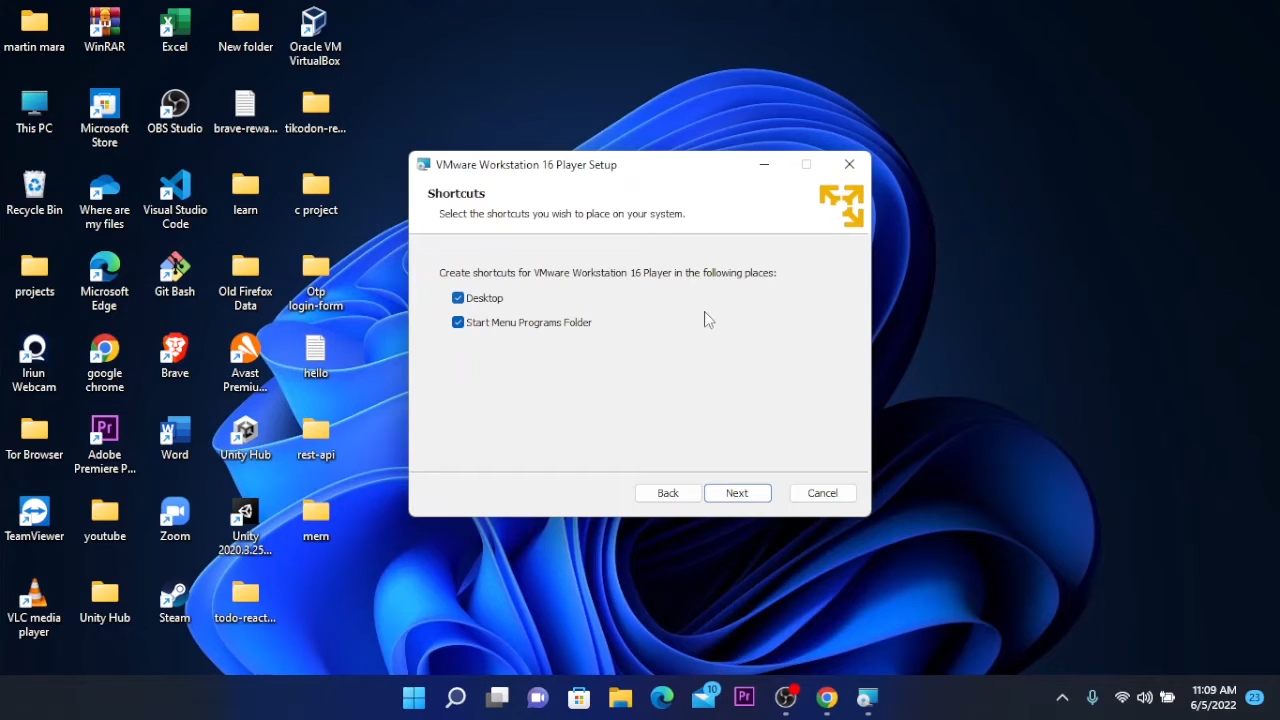 martin mara
WinRAR
Excel
New folder
Oracle VM
VirtualBox
This PC
Microsoft
Store
OBS Studio
brave-rewa...
tikodon-re...
Recycle Bin
Where are
my files
Visual Studio
Code
learn
c project
projects
Microsoft
Edge
Git Bash
Old Firefox
Data
Otp
login-form
Iriun
Webcam
google
chrome
Brave
Avast
Premiu...
hello
Tor Browser
Adobe
Premiere P...
Word
Unity Hub
rest-api
TeamViewer
youtube
Zoom
Unity
2020.3.25...
mern
VLC media
player
Unity Hub
Steam
todo-react...
VMware Workstation 16 Player Setup
Shortcuts
Select the shortcuts you wish to place on your system.
Create shortcuts for VMware Workstation 16 Player in the following places:
Desktop
Start Menu Programs Folder
Back
Next
Cancel
10
Pr
11:09 AM
6/5/2022
23